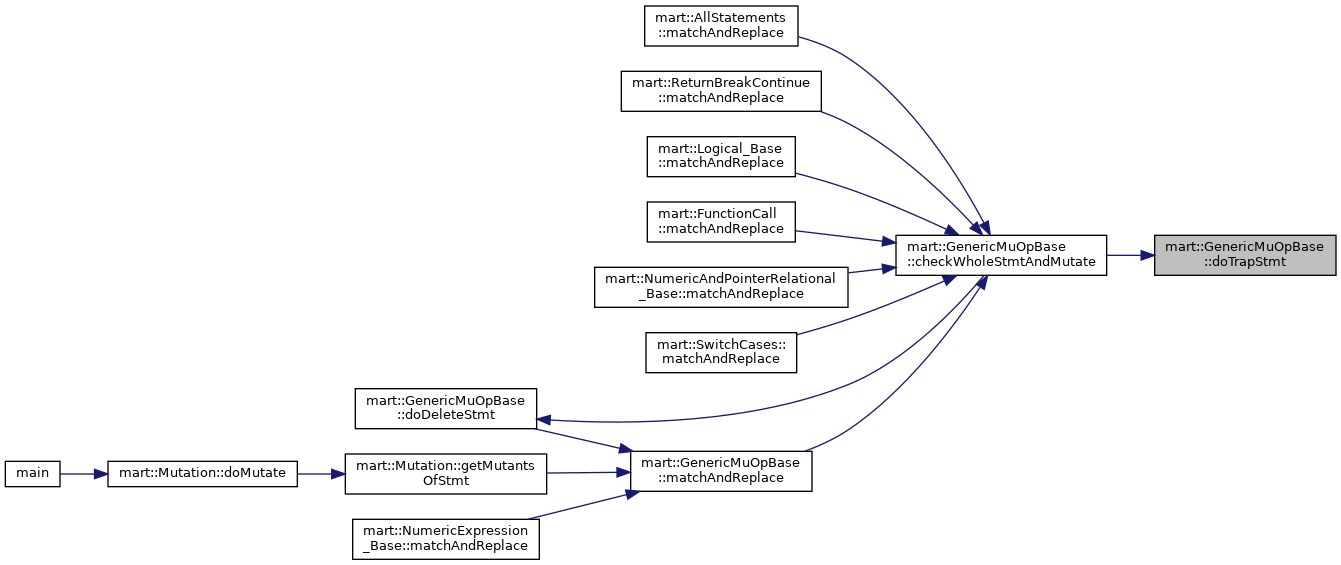 mart::AllStatements
::matchAndReplace
mart::ReturnBreakContinue
::matchAndReplace
mart::Logical_Base
::matchAndReplace
mart::FunctionCall
::matchAndReplace
mart::GenericMuOpBase
::checkWholeStmtAndMutate
mart::GenericMuOpBase
::doTrapStmt
mart::NumericAndPointerRelational
_Base::matchAndReplace
mart::SwitchCases::
matchAndReplace
mart::GenericMuOpBase
::doDeleteStmt
main
mart::Mutation::doMutate
mart::Mutation::getMutants
OfStmt
mart::GenericMuOpBase
::matchAndReplace
mart::NumericExpression
_Base::matchAndReplace